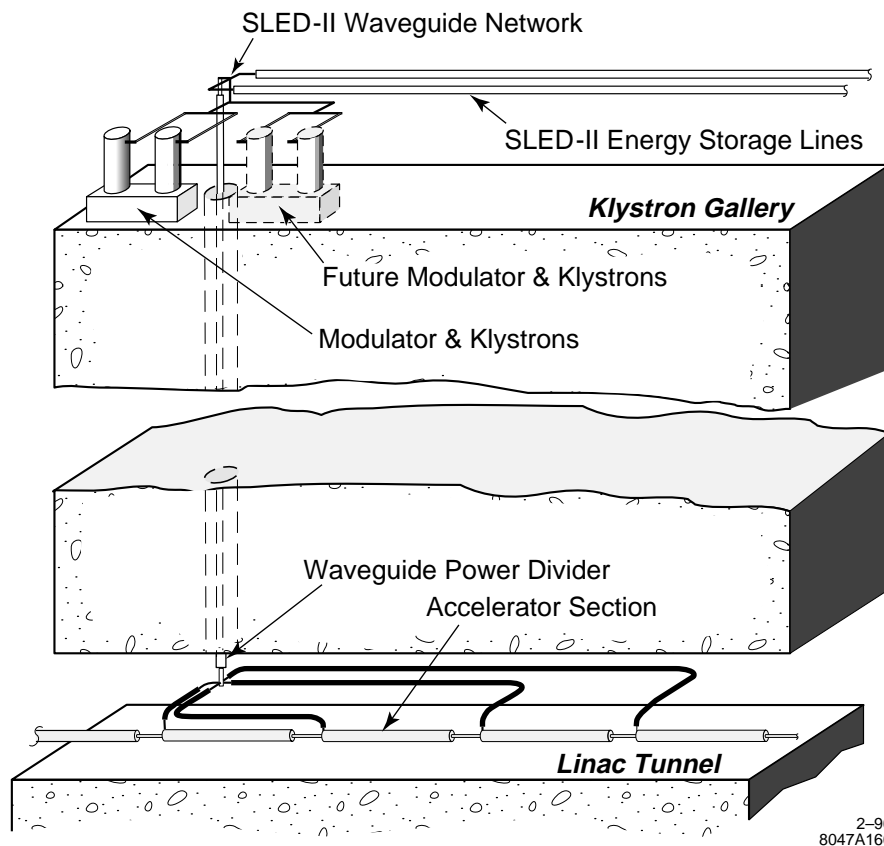 SLED-II Waveguide Network
SLED-II Energy Storage Lines
Klystron Gallery
Future Modulator & Klystrons
Modulator & Klystrons
Waveguide Power Divider
Accelerator Section
Linac Tunnel